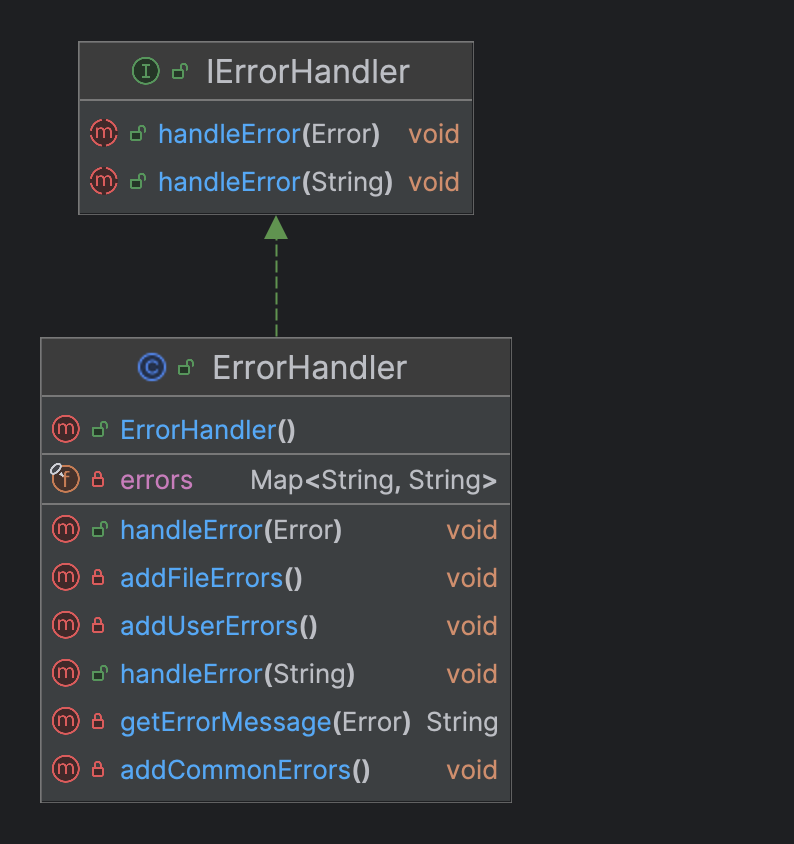 IErrorHandler
handleError(Error) void
handleError(String) void
ErrorHandler
ErrorHandler()
errors Map<String, String>
handleError(Error) void
addFileErrors() void
addUserErrors() void
handleError(String) void
getErrorMessage(Error) String
addCommonErrors() void